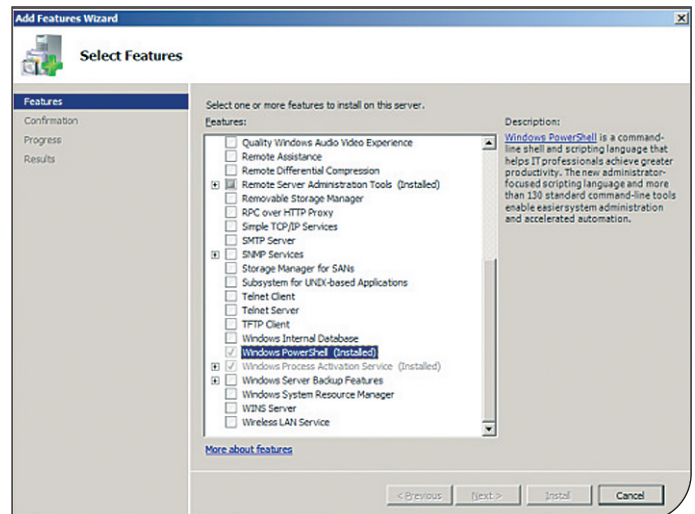 Add Features Wizard
Select Features
Features
Confirmation
Progress
Results
Select one or more features to install on this server.
Features:
Quality Windows Audio Video Experience
Remote Assistance
Remote Differential Compression
Remote Server Administration Tools (Installed)
Removable Storage Manager
RPC over HTTP Proxy
Simple TCP/IP Services
SMTP Server
SNMP Services
Storage Manager for SANs
Subsystem for UNIX-based Applications
Telnet Client
Telnet Server
TFTP Client
Windows Internal Database
Windows PowerShell (Installed)
Windows Process Activation Service (Installed)
Windows Server Backup Features
Windows System Resource Manager
WINS Server
Wireless LAN Service
More about features
Description:
Windows PowerShell is a command-
line shell and scripting language that
helps IT professionals achieve greater
productivity. The new administrator-
focused scripting language and more
than 130 standard command-line tools
enable easiersystem administration
and accelerated automation.
< Previous
Next >
Install
Cancel